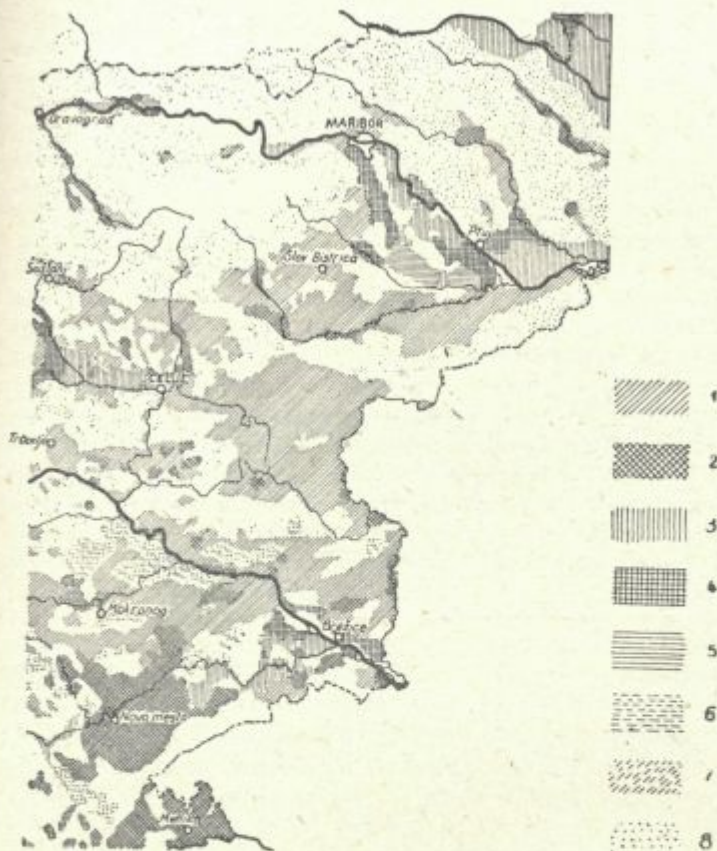 Dravograd
MARIBOR
Ptuj
Slov Bistrica
CELJE
Trbovlje
Mokronog
Brežice
Novo mesto
1
2
3
4
5
6
7
8